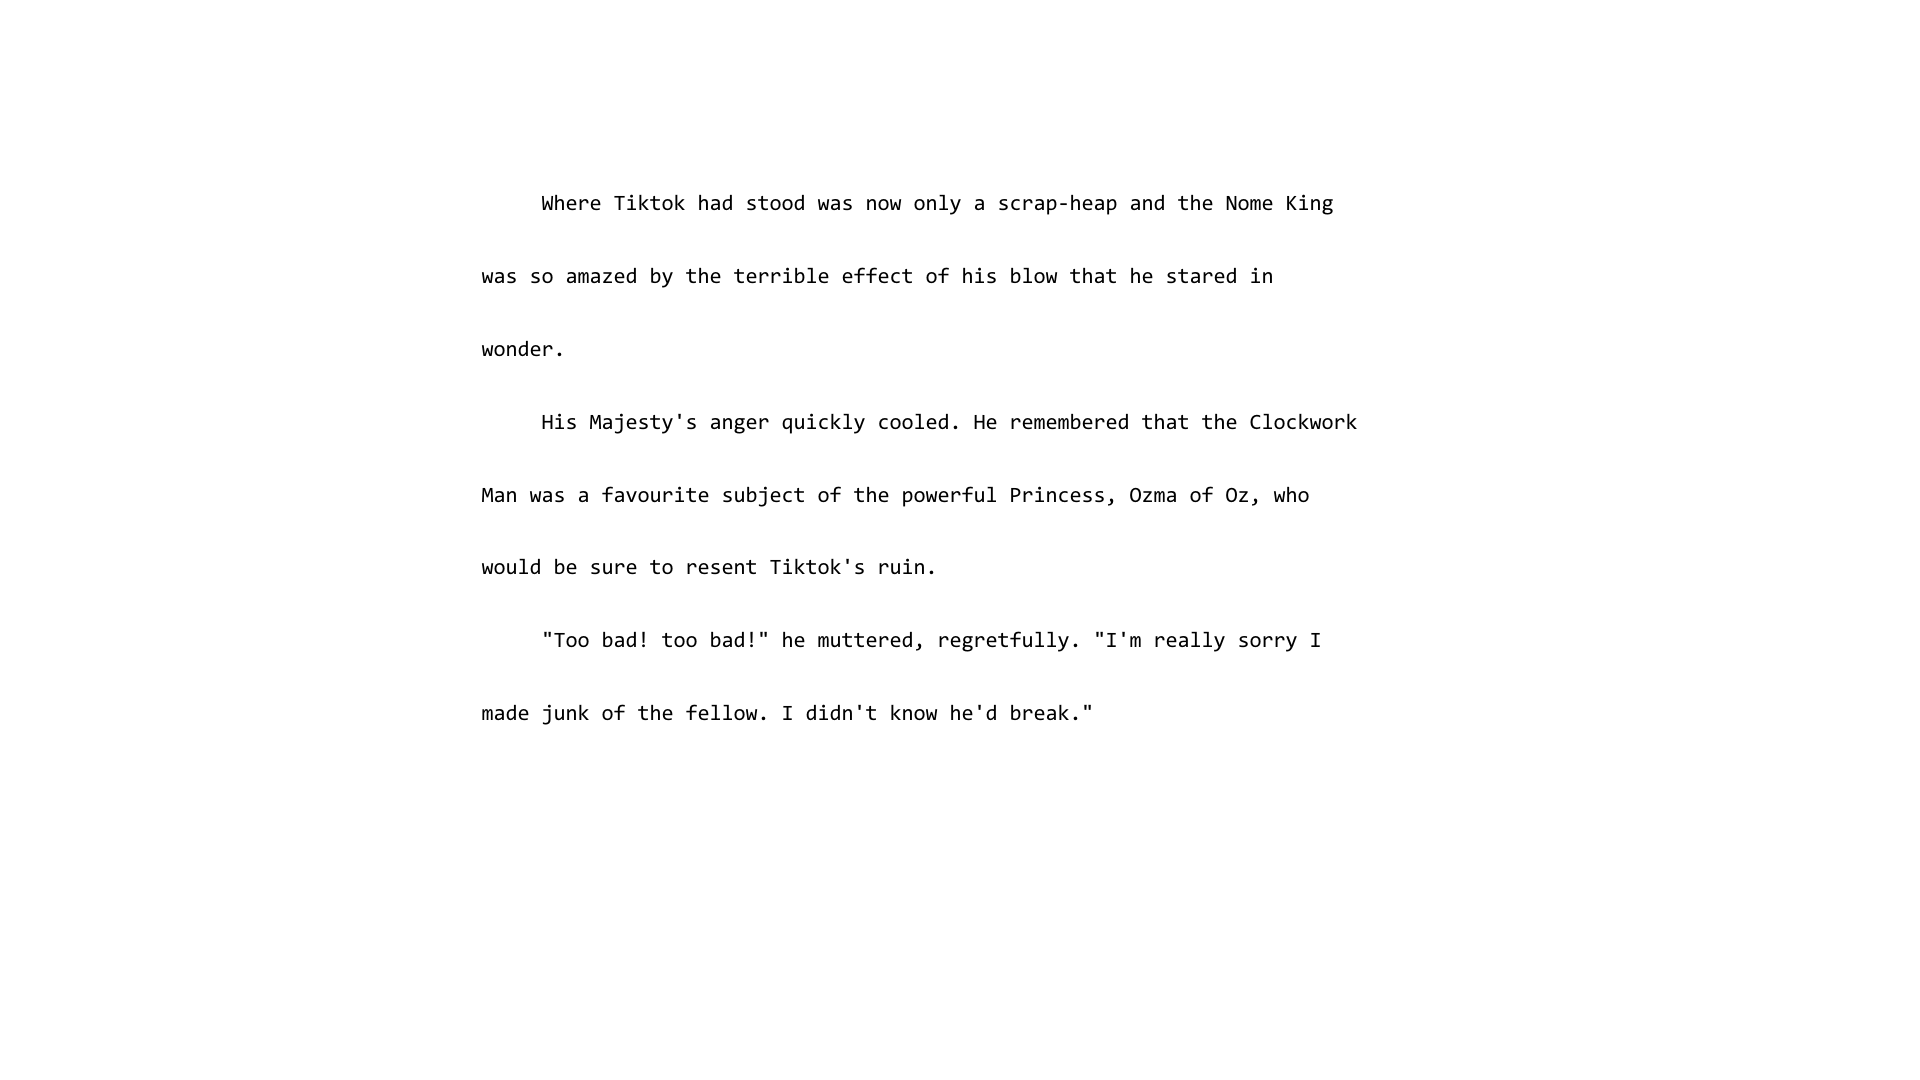 Where Tiktok had stood was now only a scrap-heap and the Nome King
was so amazed by the terrible effect of his blow that he stared in
wonder.
His Majesty's anger quickly cooled. He remembered that the Clockwork
Man was a favourite subject of the powerful Princess, Ozma of Oz, who
would be sure to resent Tiktok's ruin.
"Too bad! too bad!" he muttered, regretfully. "I'm really sorry I
made junk of the fellow. I didn't know he'd break."